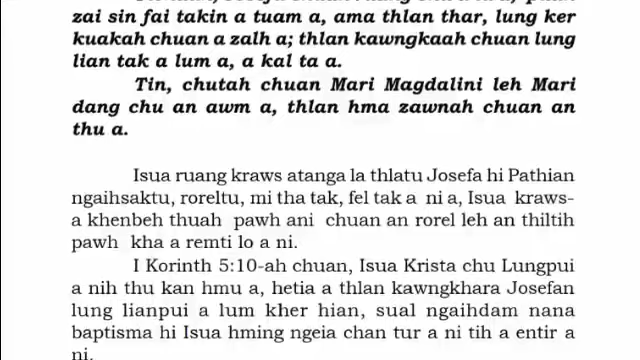 zai sin fai takin a tuam a, ama thlan thar, lung ker
kuakah chuan a zalh a; thlan kawngkaah chuan lung
lian tak a lum a, a kal ta a.
Tin, chutah chuan Mari Magdalini leh Mari
dang chu an awm a, thlan hma zawnah chuan an
thu a.
Isua ruang kraws atanga la thlatu Josefa hi Pathian
ngaihsaktu, roreltu, mi tha tak, fel tak a ni a, Isua kraws-
a khenbeh thuah pawh ani chuan an rorel leh an thiltih
pawh kha a remti lo a ni.
I Korinth 5:10-ah chuan, Isua Krista chu Lungpui
a nih thu kan hmu a, hetia a thlan kawngkhara Josefan
lung lianpui a lum kher hian, sual ngaihdam nana
baptisma hi Isua hming ngeia chan tur a ni tih a entir a
ni.